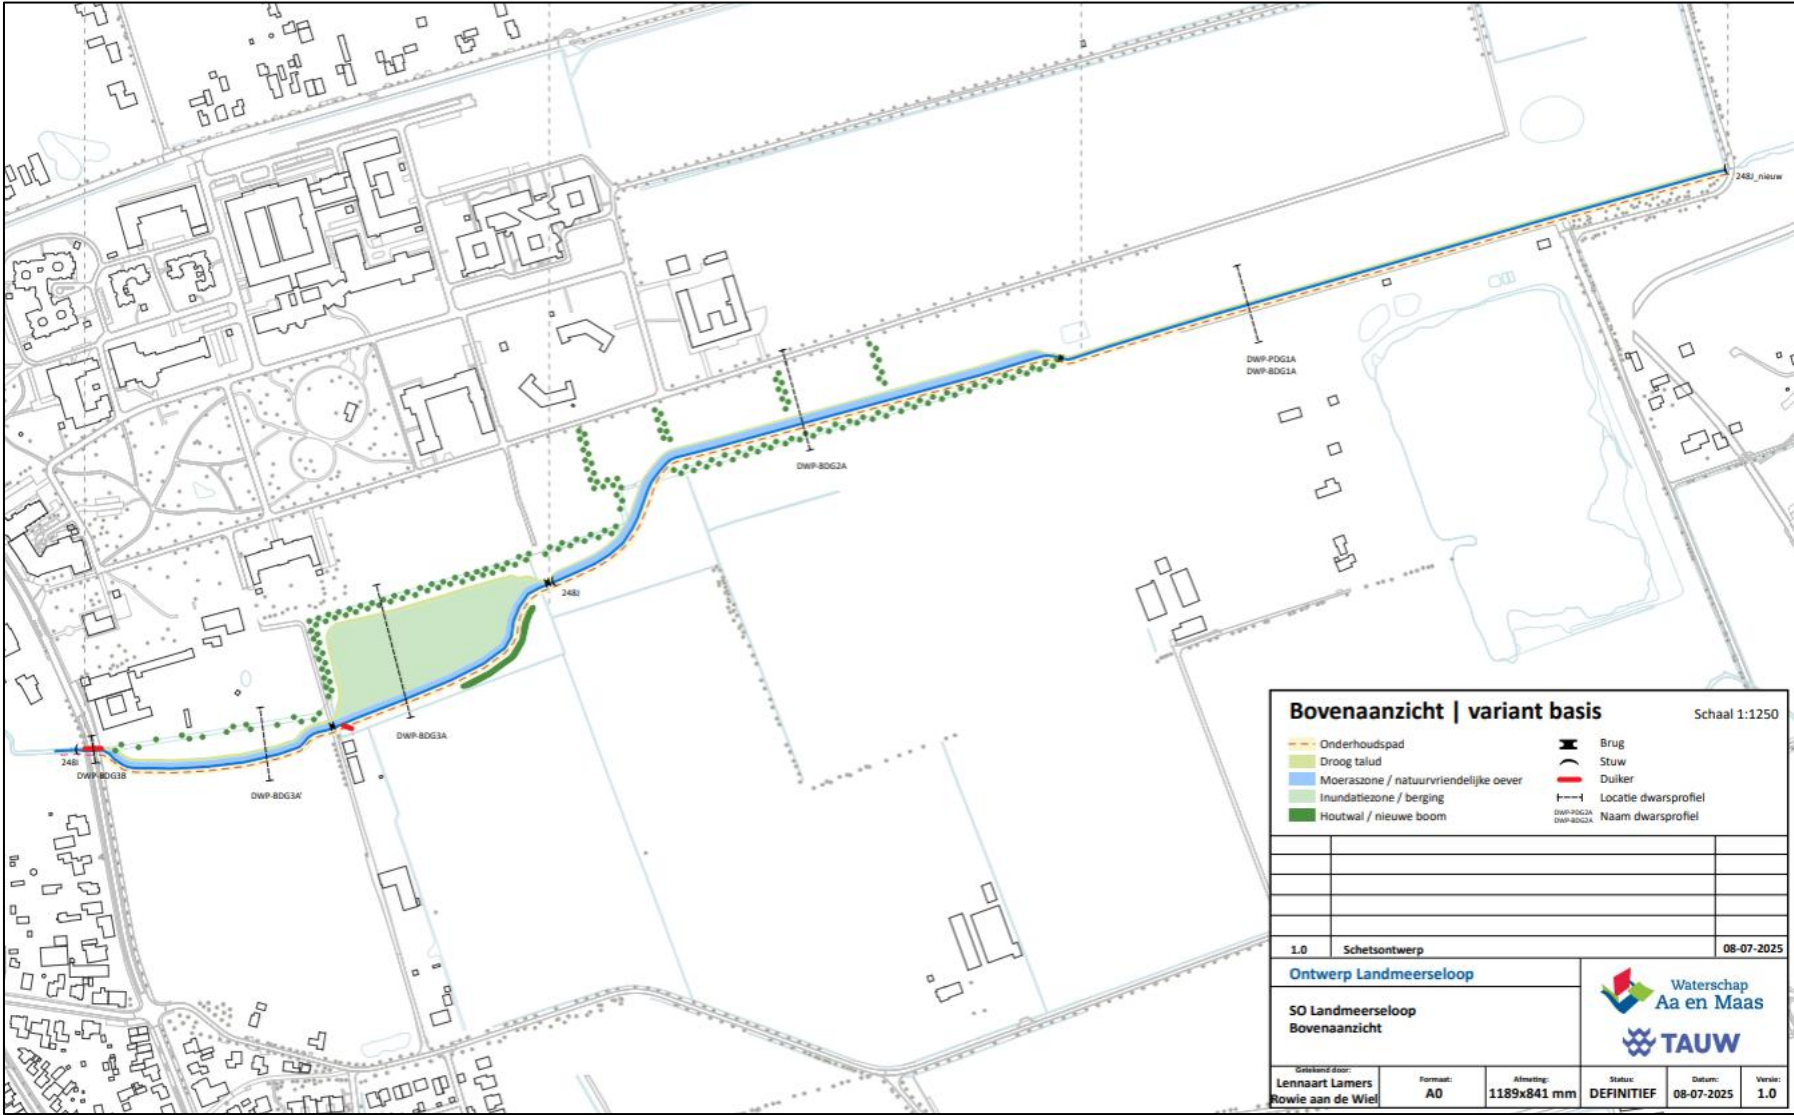 248J_nieuw
DWP-PDG1A
DWP-BDG1A
DWP-BDG2A
248J
DWP-BDG3A
248I
DWP-BDG3B
DWP-BDG3A'
Bovenaanzicht | variant basis
Schaal 1:1250
Onderhoudspad
Droog talud
Moeraszone / natuurvriendelijke oever
Inundatiezone / berging
Houtwal / nieuwe boom
Brug
Stuw
Duiker
Locatie dwarsprofiel
DWP-PDG2A
DWP-BDG2A
Naam dwarsprofiel
1.0 Schetsontwerp 08-07-2025
Ontwerp Landmeerseloop
SO Landmeerseloop
Bovenaanzicht
Waterschap
Aa en Maas
TAUW
Getekend door:
Lennaart Lamers
Rowie aan de Wiel
Formaat:
A0
Afmeting:
1189x841 mm
Status:
DEFINITIEF
Datum:
08-07-2025
Versie:
1.0